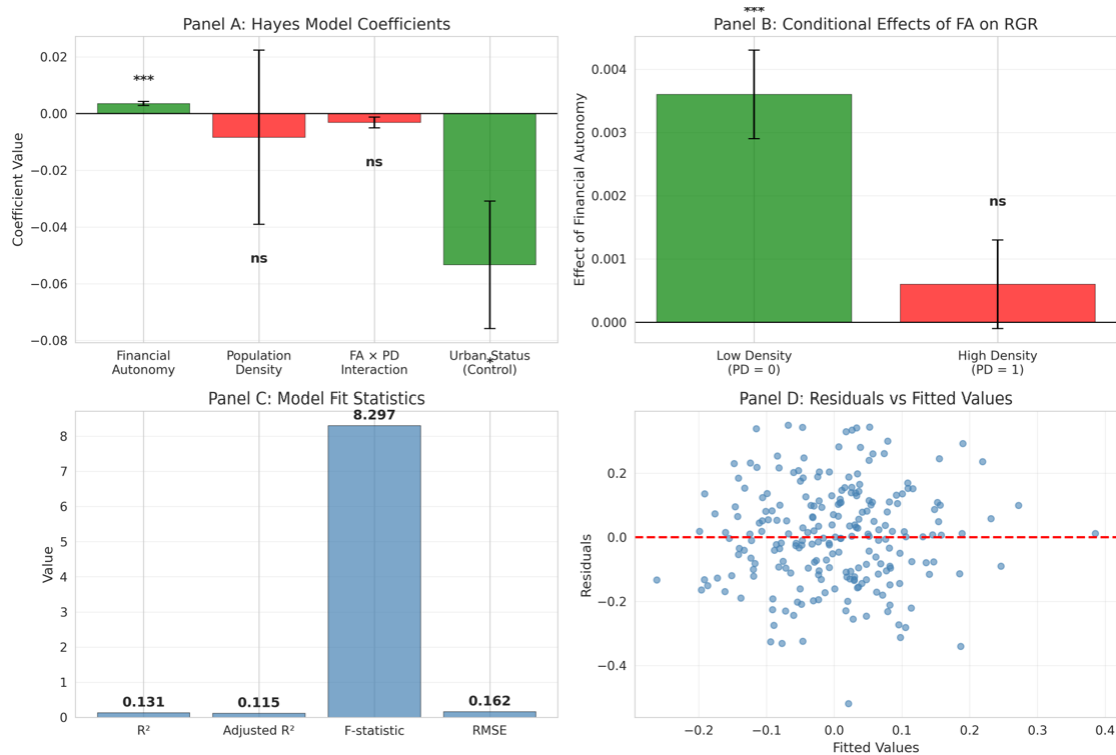 Panel A: Hayes Model Coefficients
0.02
0.00
−0.02
−0.04
−0.06
−0.08
Coefficient Value
***
ns
ns
*
Financial
Autonomy
Population
Density
FA × PD
Interaction
Urban Status
(Control)
***
Panel B: Conditional Effects of FA on RGR
0.004
0.003
0.002
0.001
0.000
Effect of Financial Autonomy
ns
Low Density
(PD = 0)
High Density
(PD = 1)
Panel C: Model Fit Statistics
8
7
6
5
4
3
2
1
0
Value
0.131
0.115
8.297
0.162
R²
Adjusted R²
F-statistic
RMSE
Panel D: Residuals vs Fitted Values
0.2
0.0
−0.2
−0.4
Residuals
−0.2
−0.1
0.0
0.1
0.2
0.3
0.4
Fitted Values